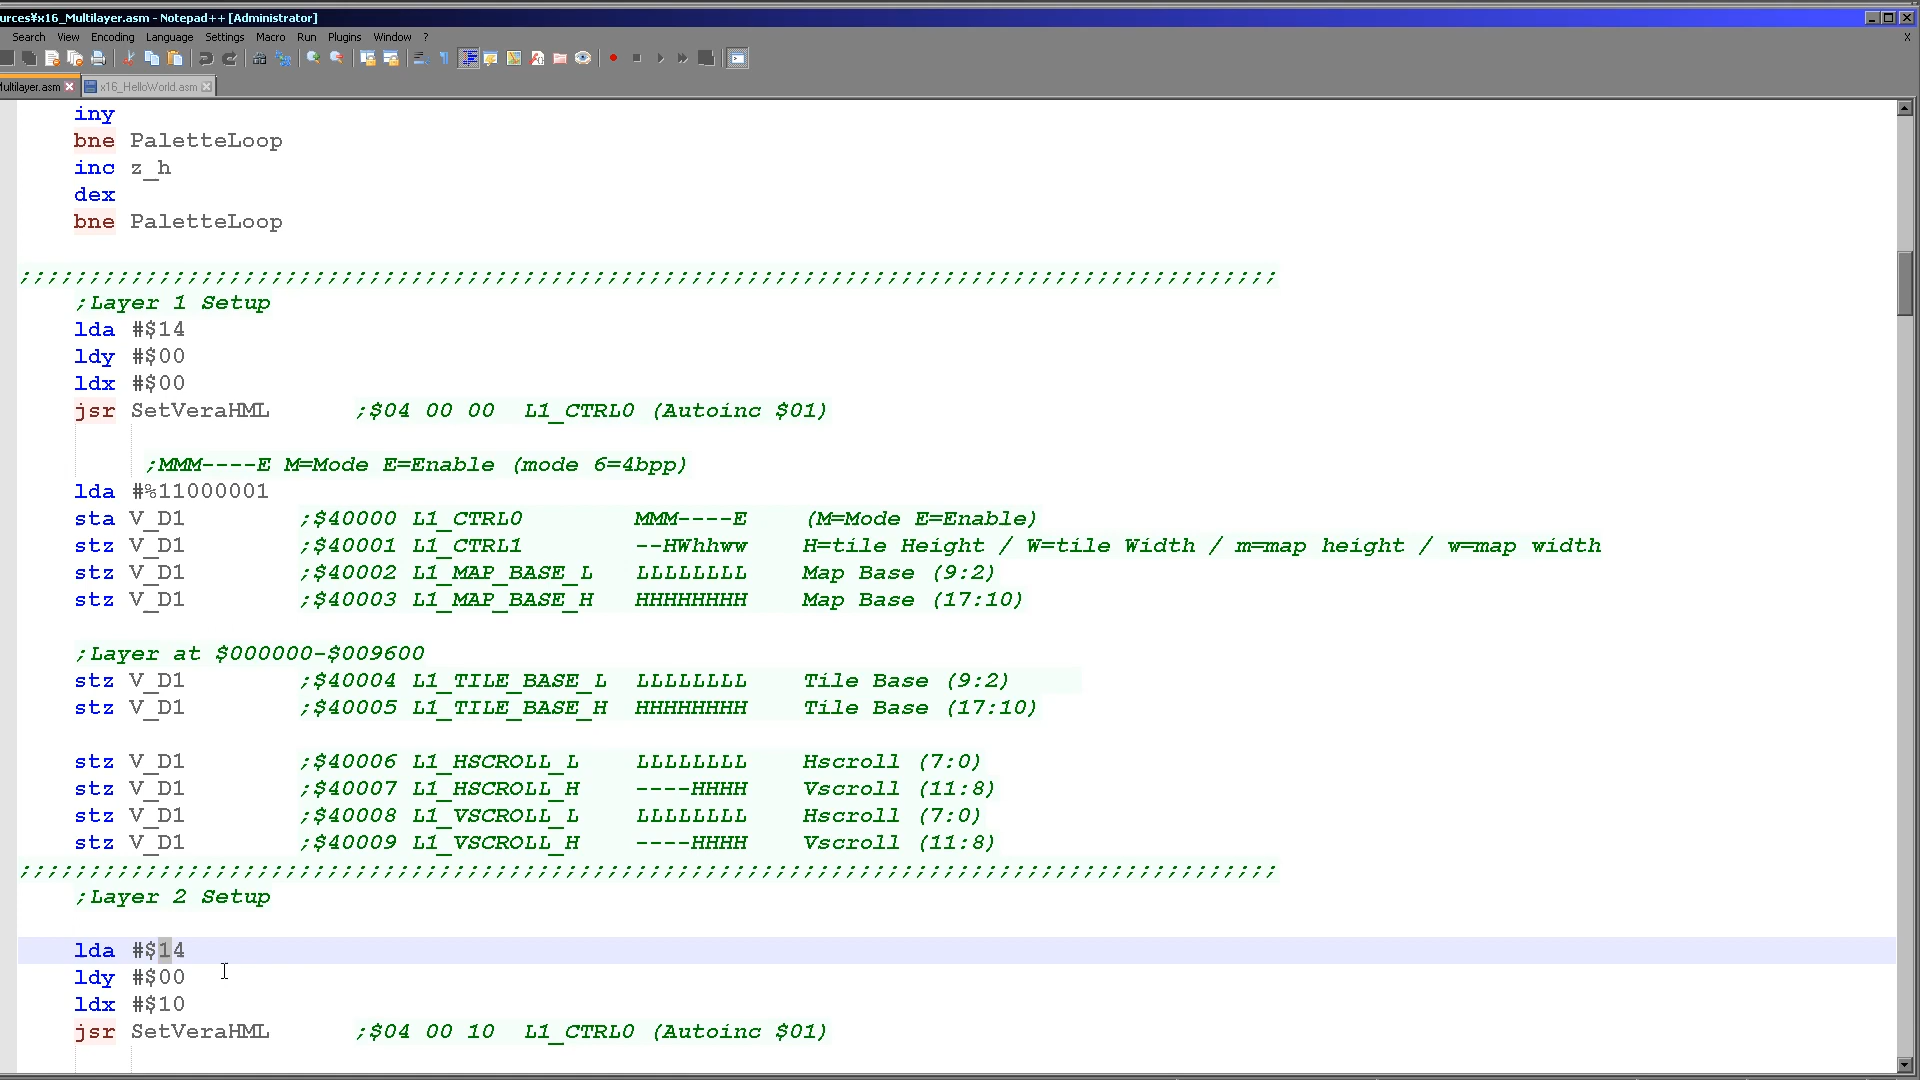 urces¥x16_Multilayer.asm - Notepad++ [Administrator]
Search View Encoding Language Settings Macro Run Plugins Window ? X
Multilayer.asm x16_HelloWorld.asm
iny
bne PaletteLoop
inc z_h
dex
bne PaletteLoop
;;;;;;;;;;;;;;;;;;;;;;;;;;;;;;;;;;;;;;;;;;;;;;;;;;;;;;;;;;;;;;;;;;;;;;;;;;;;;;;;;;;;;;;;;;
;Layer 1 Setup
lda #$14
ldy #$00
ldx #$00
jsr SetVeraHML ;$04 00 00 L1_CTRL0 (Autoinc $01)
;MMM----E M=Mode E=Enable (mode 6=4bpp)
lda #%11000001
sta V_D1 ;$40000 L1_CTRL0 MMM----E (M=Mode E=Enable)
stz V_D1 ;$40001 L1_CTRL1 --HWhhww H=tile Height / W=tile Width / m=map height / w=map width
stz V_D1 ;$40002 L1_MAP_BASE_L LLLLLLLL Map Base (9:2)
stz V_D1 ;$40003 L1_MAP_BASE_H HHHHHHHH Map Base (17:10)
;Layer at $000000-$009600
stz V_D1 ;$40004 L1_TILE_BASE_L LLLLLLLL Tile Base (9:2)
stz V_D1 ;$40005 L1_TILE_BASE_H HHHHHHHH Tile Base (17:10)
stz V_D1 ;$40006 L1_HSCROLL_L LLLLLLLL Hscroll (7:0)
stz V_D1 ;$40007 L1_HSCROLL_H ----HHHH Vscroll (11:8)
stz V_D1 ;$40008 L1_VSCROLL_L LLLLLLLL Hscroll (7:0)
stz V_D1 ;$40009 L1_VSCROLL_H ----HHHH Vscroll (11:8)
;;;;;;;;;;;;;;;;;;;;;;;;;;;;;;;;;;;;;;;;;;;;;;;;;;;;;;;;;;;;;;;;;;;;;;;;;;;;;;;;;;;;;;;;;;
;Layer 2 Setup
lda #$14
ldy #$00
ldx #$10
jsr SetVeraHML ;$04 00 10 L1_CTRL0 (Autoinc $01)